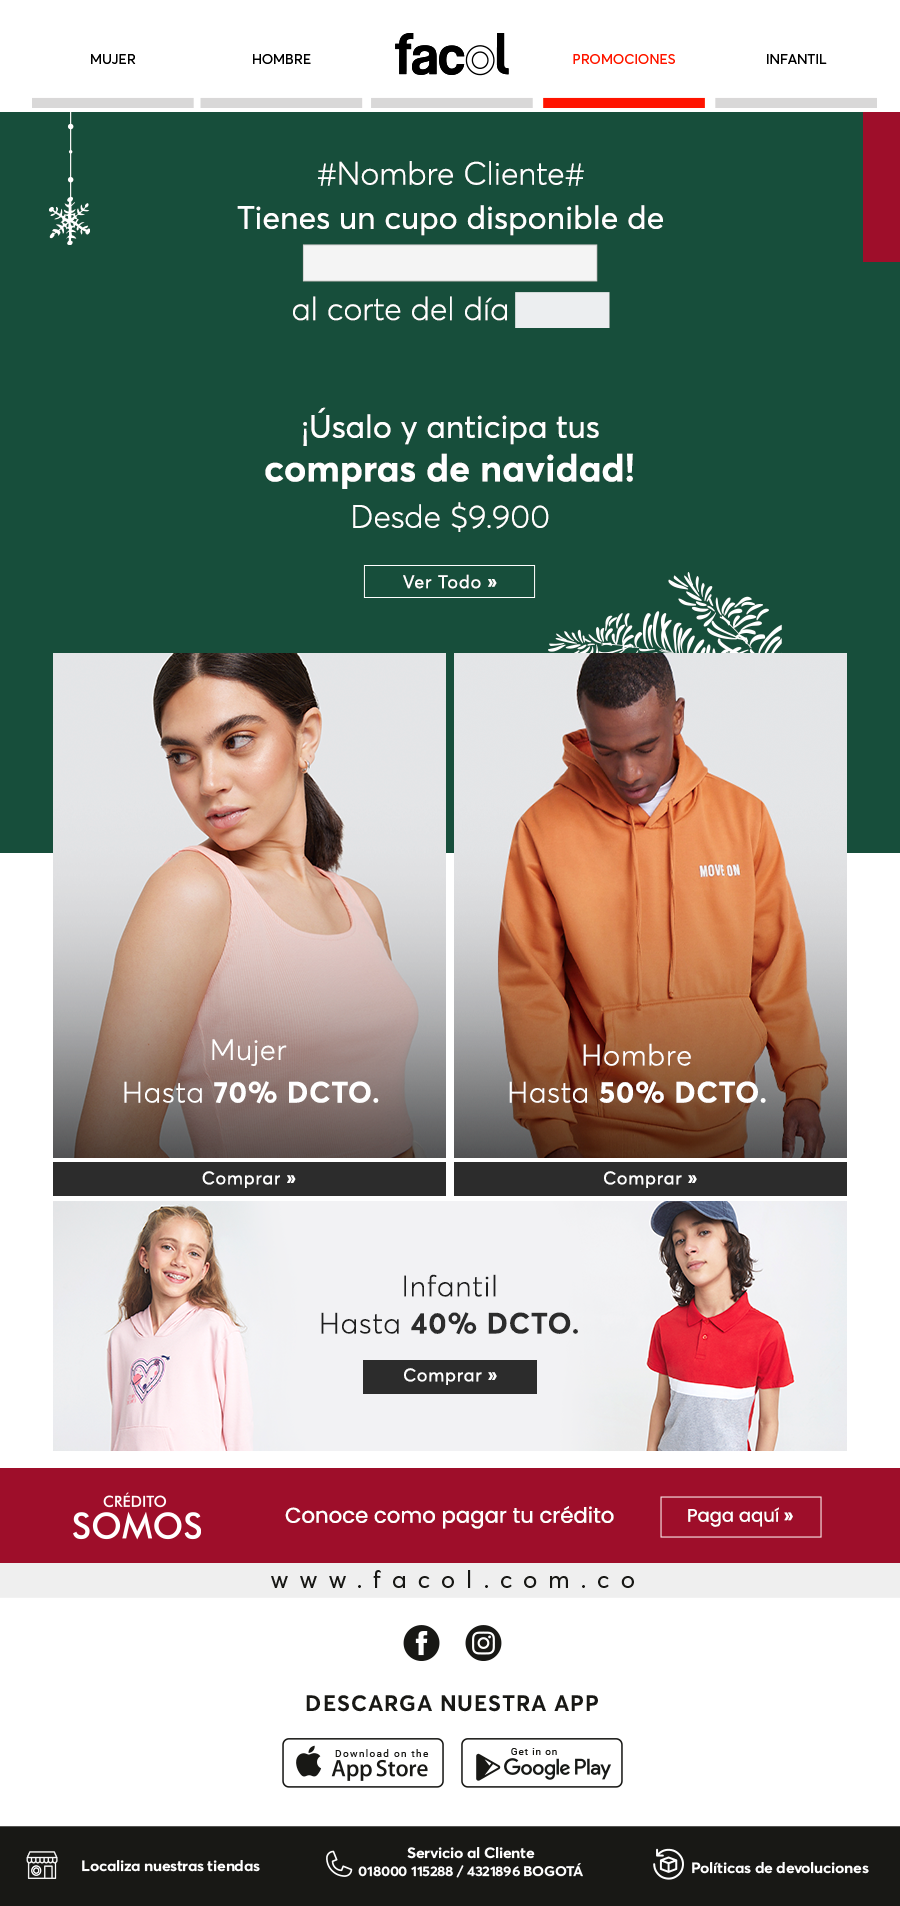 MUJER
HOMBRE
facol
PROMOCIONES
INFANTIL
#Nombre Cliente#
Tienes un cupo disponible de
al corte del día
¡Úsalo y anticipa tus
compras de navidad!
Desde $9.900
Ver Todo »
MOVE ON
Mujer
Hasta 70% DCTO.
Hombre
Hasta 50% DCTO.
Comprar »
Comprar »
Infantil
Hasta 40% DCTO.
Comprar »
CRÉDITO
SOMOS
Conoce como pagar tu crédito
Paga aquí »
www.facol.com.co
DESCARGA NUESTRA APP
Download on the
App Store
Get in on
Google Play
Localiza nuestras tiendas
Servicio al Cliente
018000 115288 / 4321896 BOGOTÁ
Políticas de devoluciones